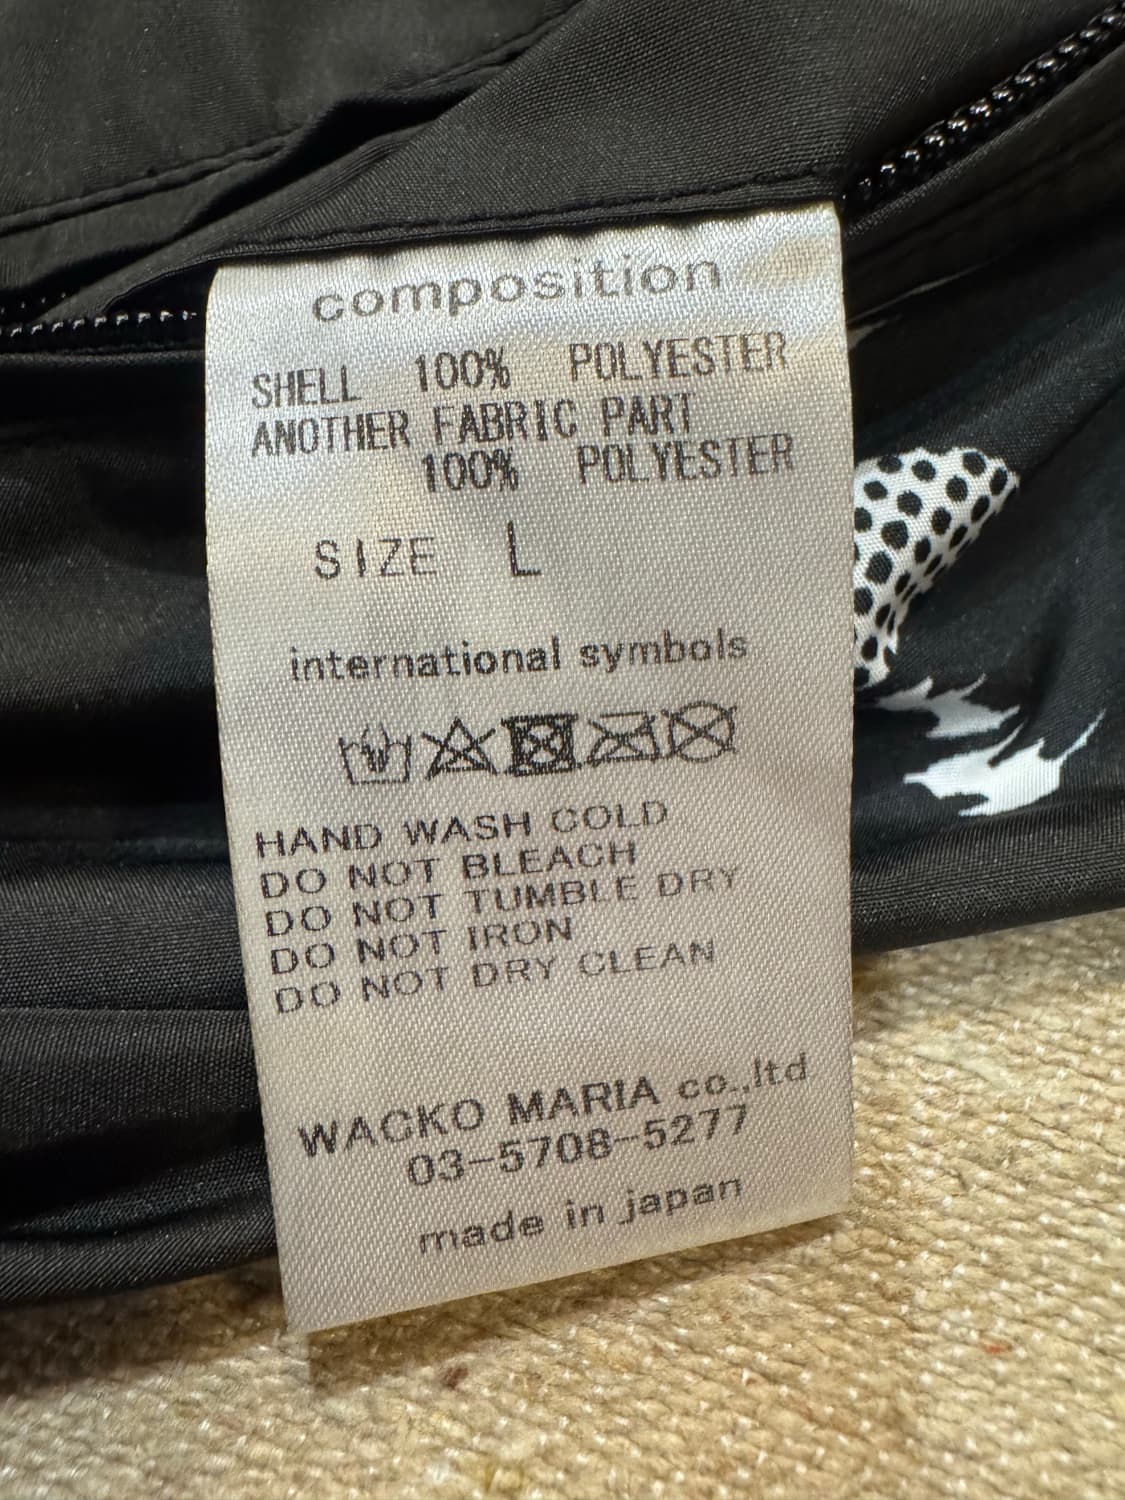 composition
SHELL 100% POLYESTER
ANOTHER FABRIC PART
100% POLYESTER
SIZE L
international symbols
HAND WASH COLD
DO NOT BLEACH
DO NOT TUMBLE DRY
DO NOT IRON
DO NOT DRY CLEAN
WACKO MARIA co.,ltd
03-5708-5277
made in japan